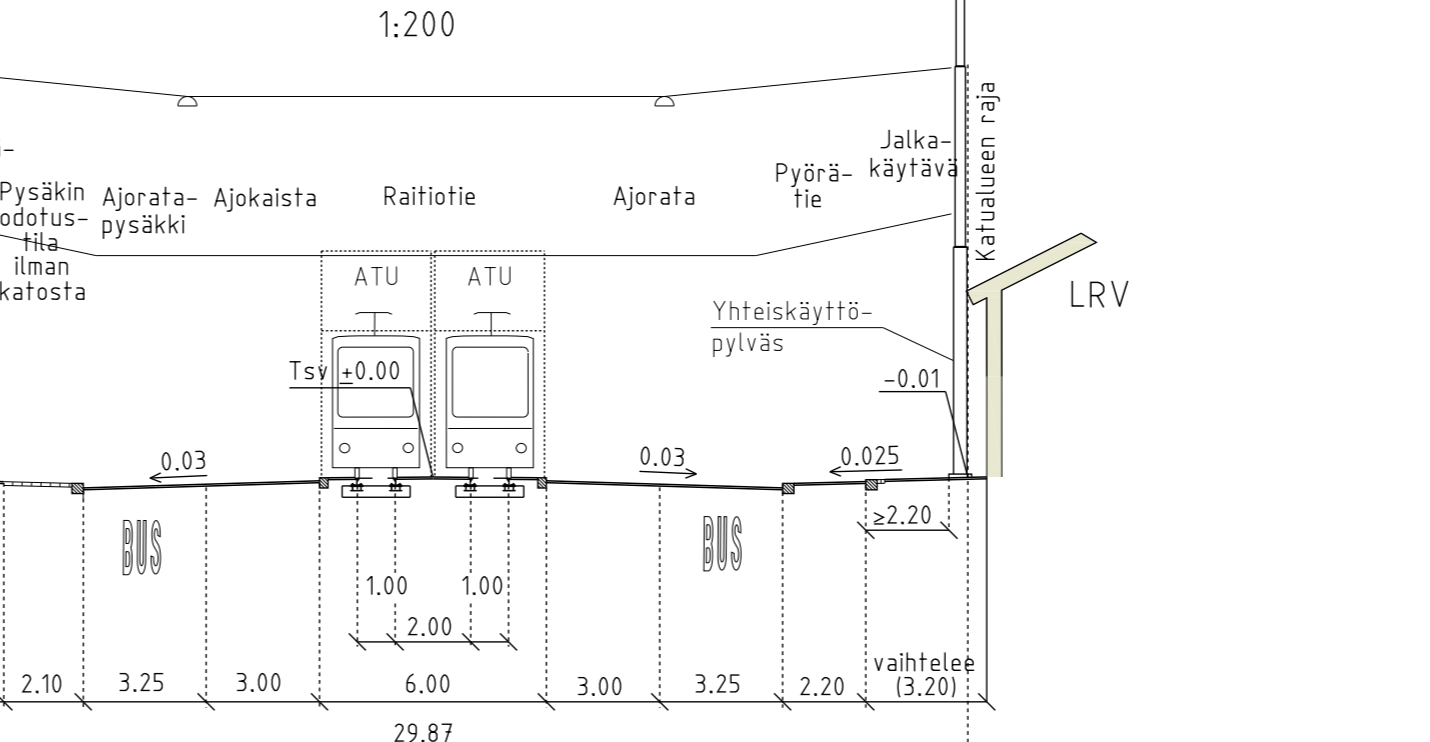 1:200
Katualueen raja
Jalka-
käytävä
Pyörä-
tie
Pysäkin
odotus-
tila
ilman
katosta
Ajorata-
pysäkki
Ajokaista
Raitiotie
Ajorata
ATU
ATU
LRV
Yhteiskäyttö-
pylväs
Tsv ±0.00
-0.01
0.03
0.03
0.025
≥2.20
BUS
BUS
1.00
1.00
2.00
vaihtelee
(3.20)
2.10
3.25
3.00
6.00
3.00
3.25
2.20
29.87